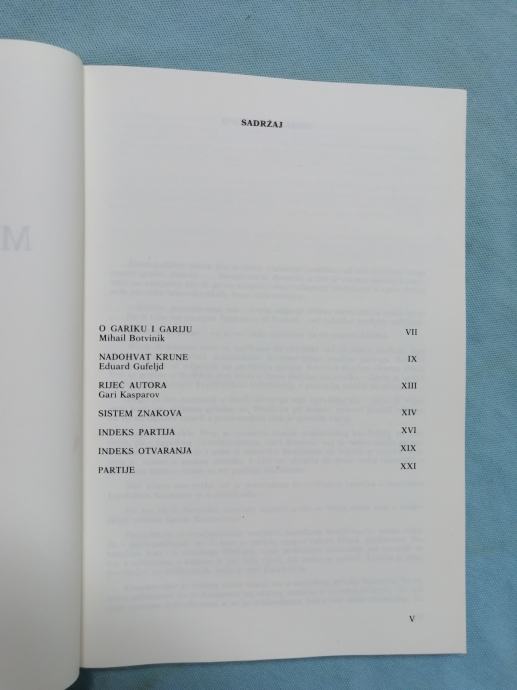 SADRŽAJ
O GARIKU I GARIJU VII
Mihail Botvinik
NADOHVAT KRUNE IX
Eduard Gufeljd
RIJEČ AUTORA XIII
Gari Kasparov
SISTEM ZNAKOVA XIV
INDEKS PARTIJA XVI
INDEKS OTVARANJA XIX
PARTIJE XXI
V